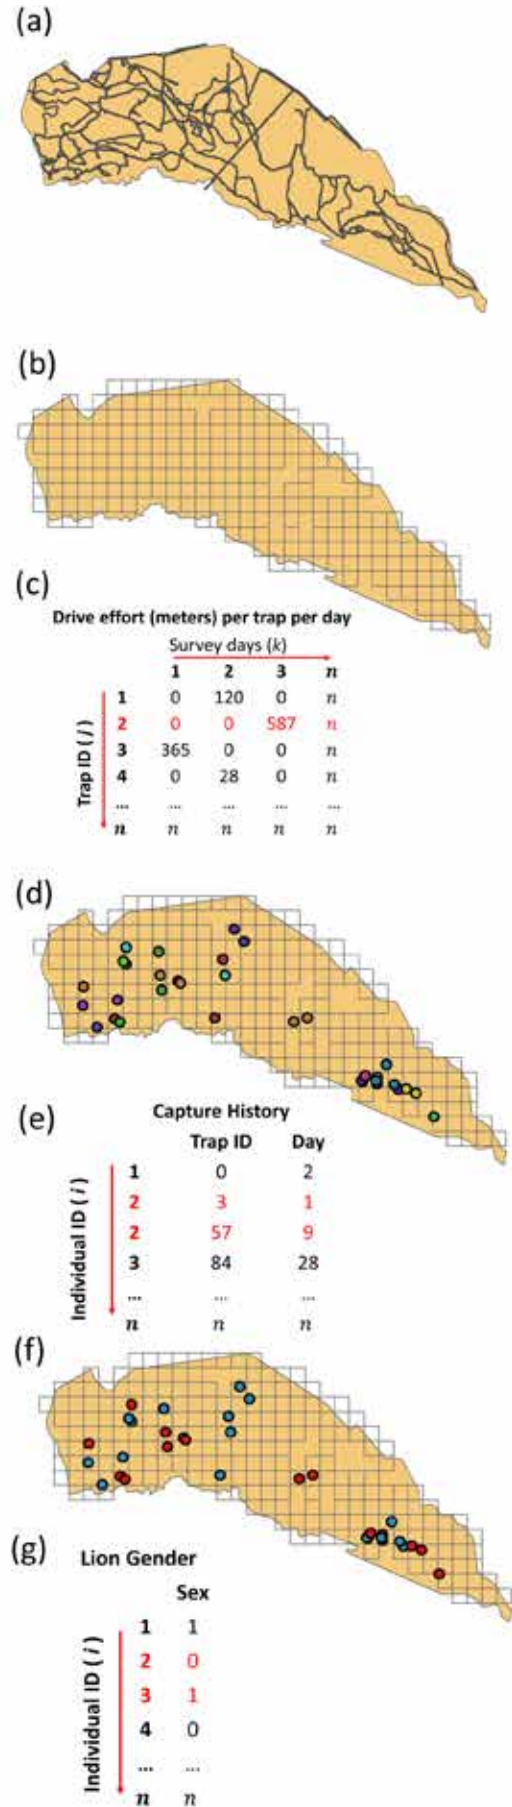 (a)
(b)
(c)
Drive effort (meters) per trap per day
Survey days (k)
1 2 3 n
Trap ID (j)
1 0 120 0 n
2 0 0 587 n
3 365 0 0 n
4 0 28 0 n
... ... ... ... ...
n n n n n
(d)
(e)
Capture History
Trap ID Day
Individual ID (i)
1 0 2
2 3 1
2 57 9
3 84 28
... ... ...
n n n
(f)
(g)
Lion Gender
Sex
Individual ID (i)
1 1
2 0
3 1
4 0
... ...
n n